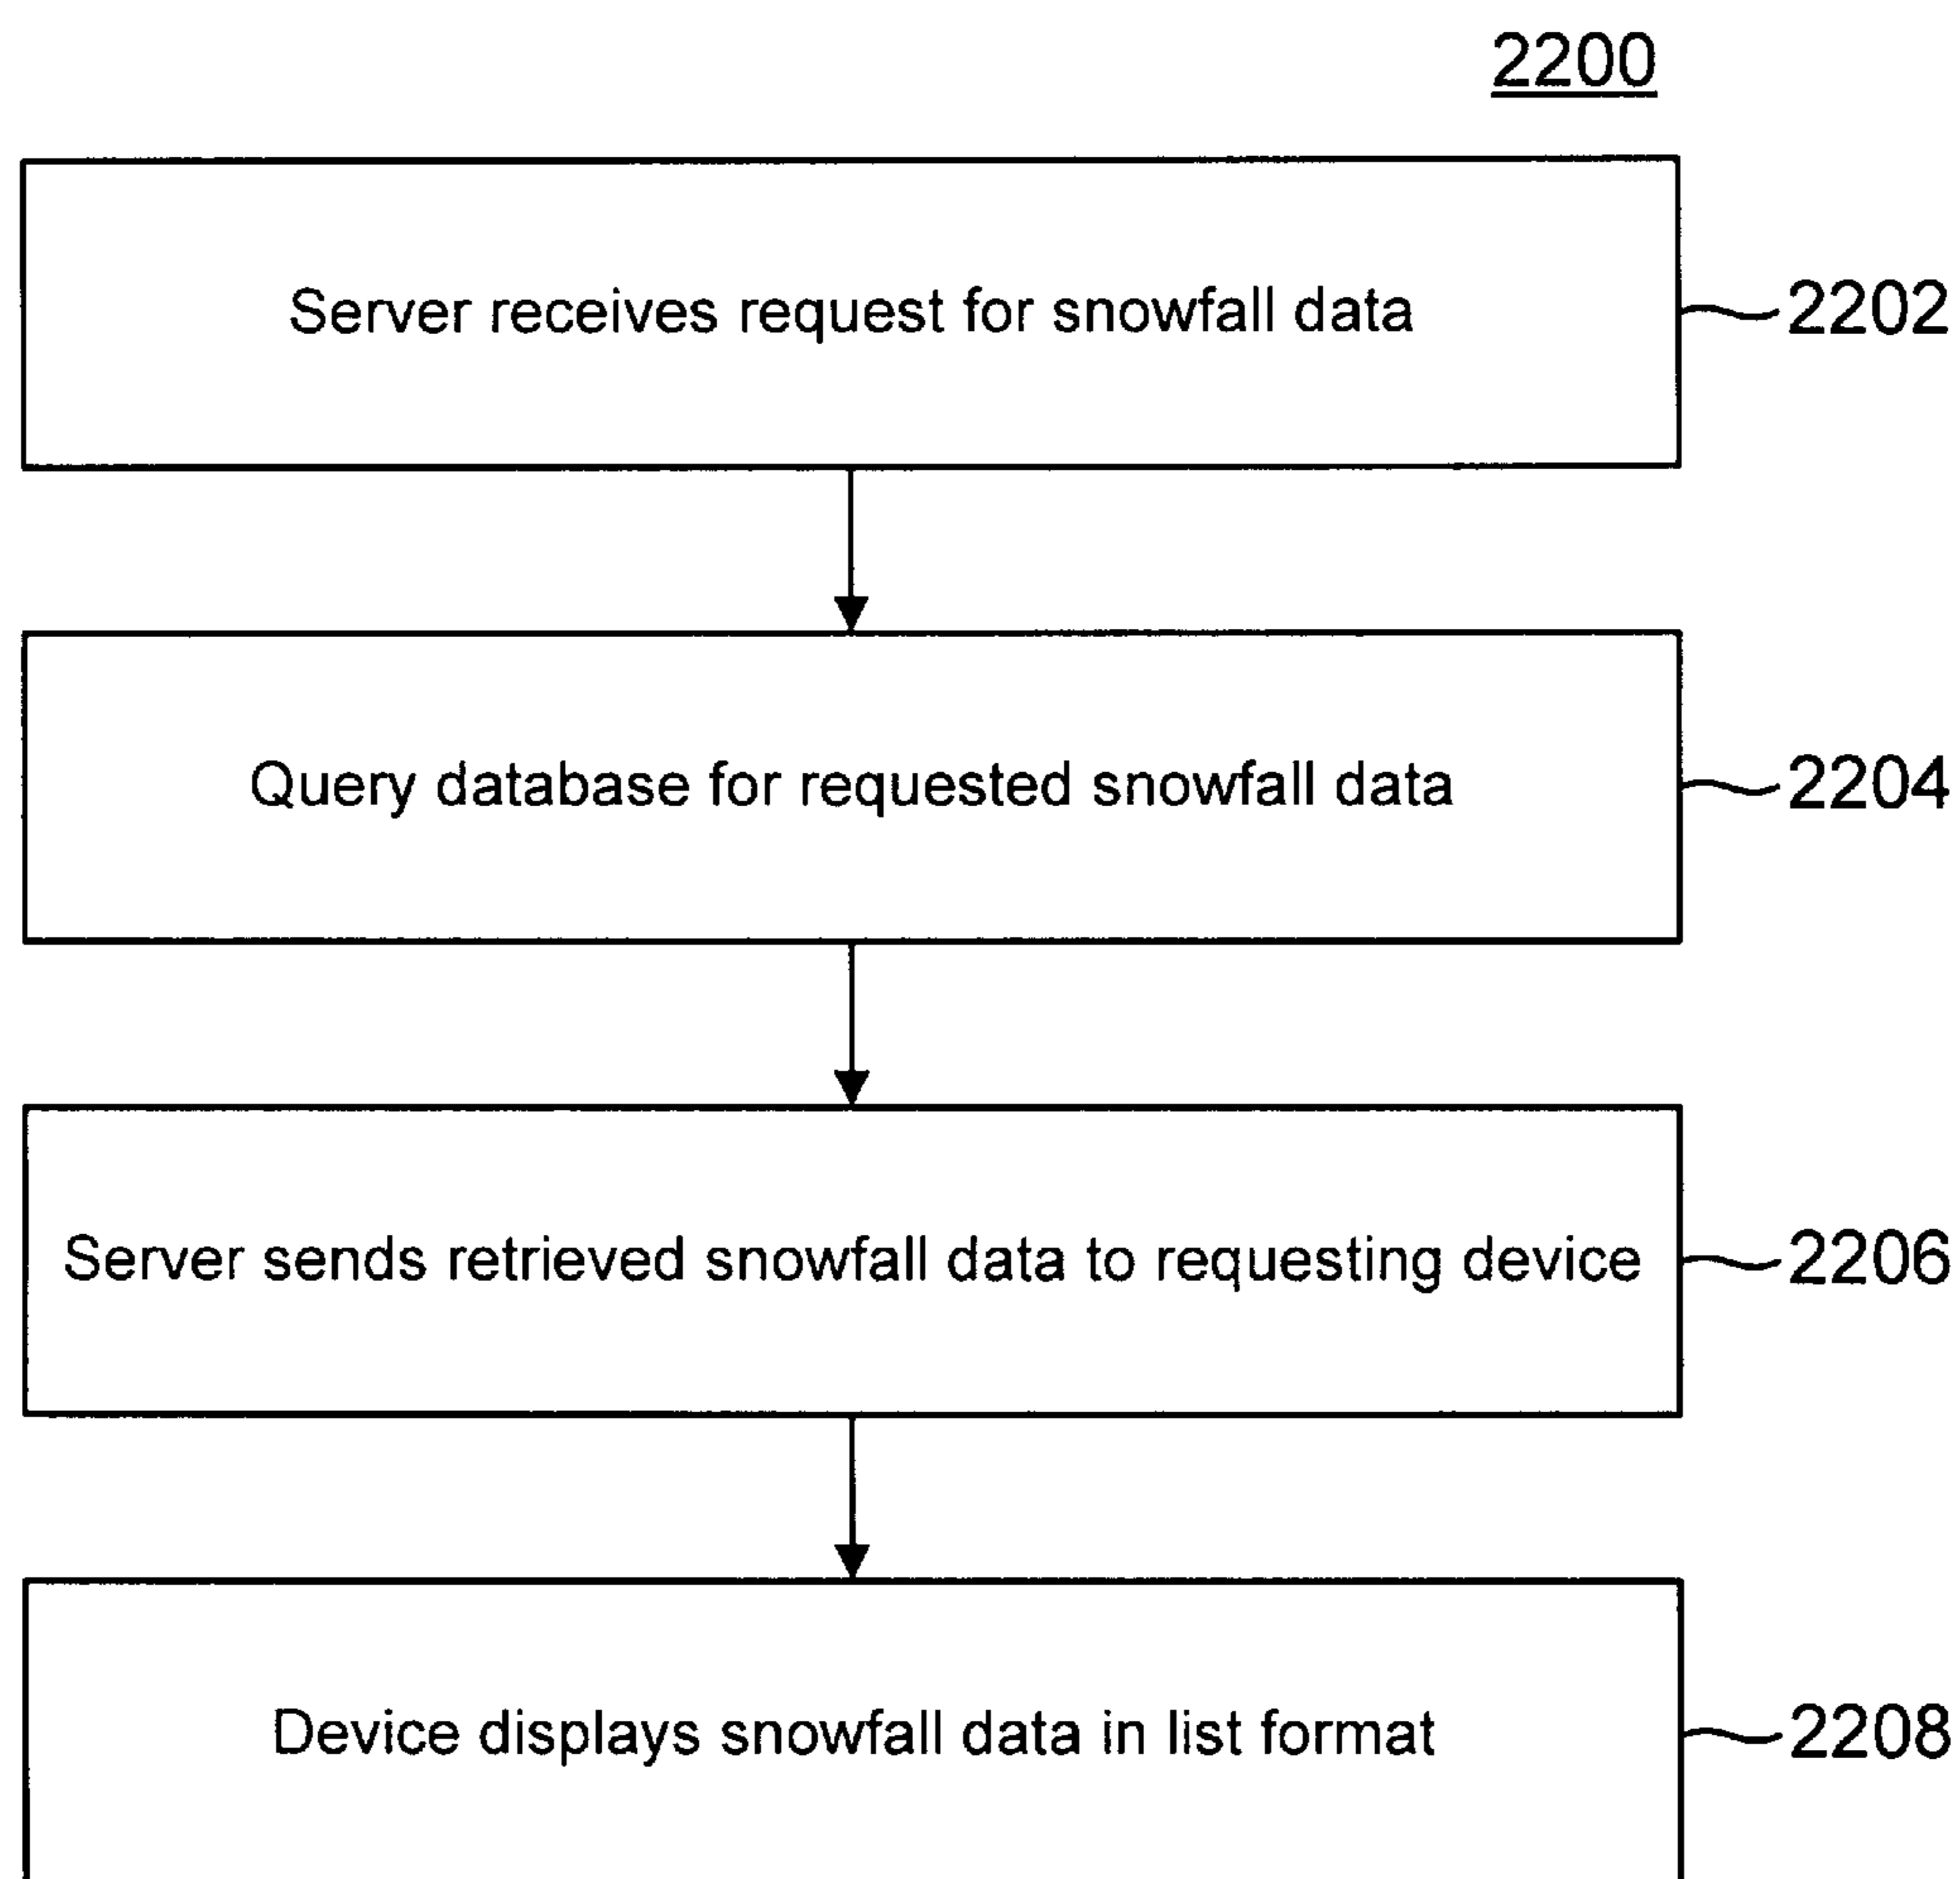 2200
Server receives request for snowfall data
2202
Query database for requested snowfall data
2204
Server sends retrieved snowfall data to requesting device
2206
Device displays snowfall data in list format
2208